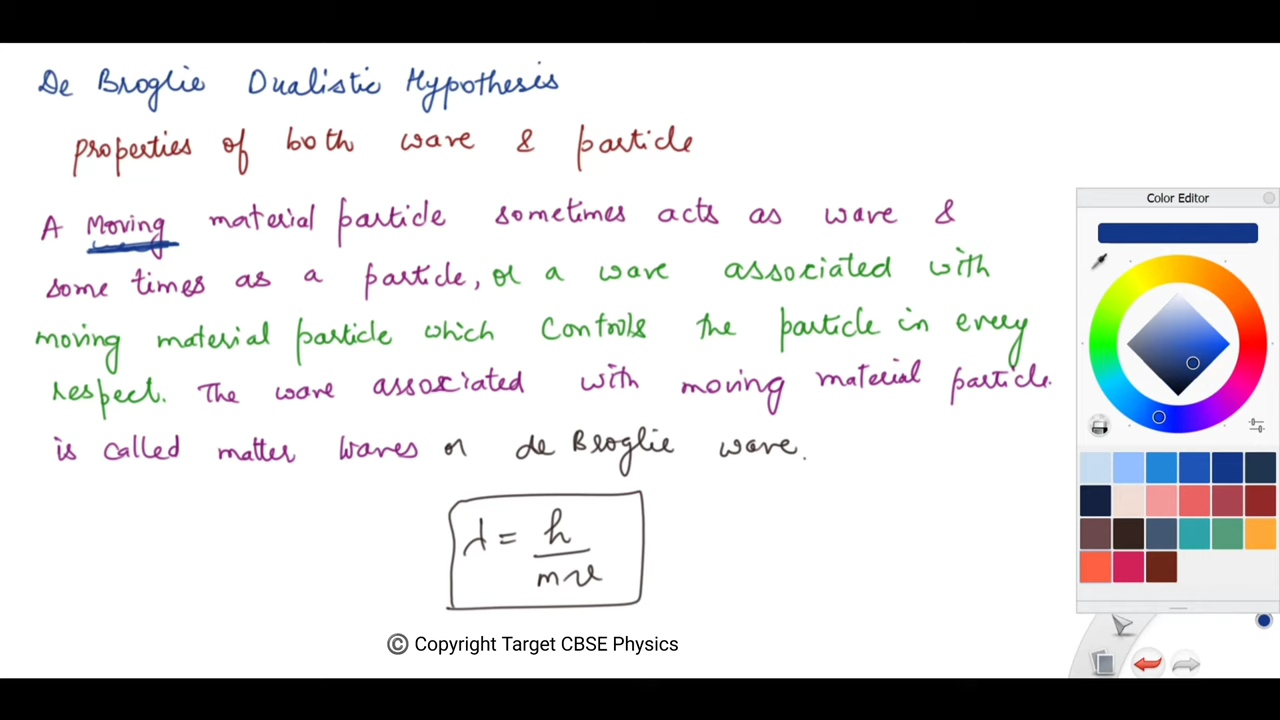 De Broglie Dualistic Hypothesis
properties of both wave & particle
A Moving material particle sometimes acts as wave &
some times as a particle, or a wave associated with
moving material particle which controls the particle in every
respect. The wave associated with moving material particle.
is called matter waves or de Broglie wave.
λ = h
mv
© Copyright Target CBSE Physics
Color Editor